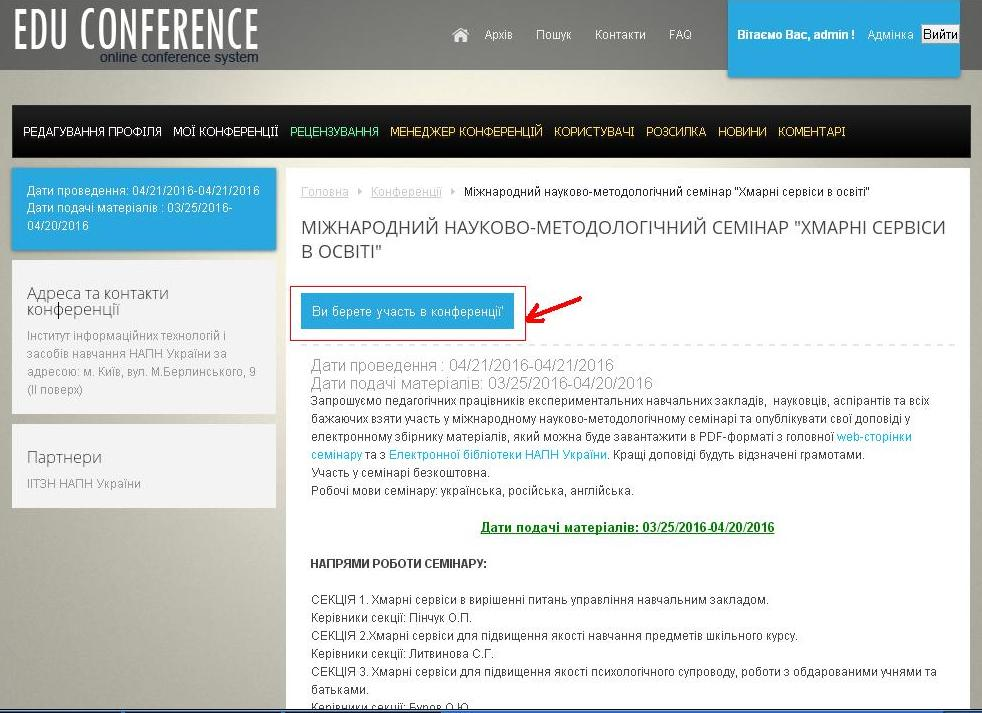 EDU CONFERENCE
online conference system
Архів Пошук Контакти FAQ
Вітаємо Вас, admin ! Адмінка Выйти
РЕДАГУВАННЯ ПРОФІЛЯ МОЇ КОНФЕРЕНЦІЇ РЕЦЕНЗУВАННЯ МЕНЕДЖЕР КОНФЕРЕНЦІЙ КОРИСТУВАЧІ РОЗСИЛКА НОВИНИ КОМЕНТАРІ
Дати проведення: 04/21/2016-04/21/2016
Дати подачі матеріалів : 03/25/2016-
04/20/2016
Адреса та контакти
конференції
Інститут інформаційних технологій і
засобів навчання НАПН України за
адресою: м. Київ, вул. М.Берлинського, 9
(ІІ поверх)
Партнери
ІІТЗН НАПН України
Головна Конференції Міжнародний науково-методологічний семінар "Хмарні сервіси в освіті"
МІЖНАРОДНИЙ НАУКОВО-МЕТОДОЛОГІЧНИЙ СЕМІНАР "ХМАРНІ СЕРВІСИ
В ОСВІТІ"
Ви берете участь в конференції'
Дати проведення : 04/21/2016-04/21/2016
Дати подачі матеріалів: 03/25/2016-04/20/2016
Запрошуємо педагогічних працівників експериментальних навчальних закладів, науковців, аспірантів та всіх
бажаючих взяти участь у міжнародному науково-методологічному семінарі та опублікувати свої доповіді у
електронному збірнику матеріалів, який можна буде завантажити в PDF-форматі з головної web-сторінки
семінару та з Електронної бібліотеки НАПН України. Кращі доповіді будуть відзначені грамотами.
Участь у семінарі безкоштовна.
Робочі мови семінару: українська, російська, англійська.
Дати подачі матеріалів: 03/25/2016-04/20/2016
НАПРЯМИ РОБОТИ СЕМІНАРУ:
СЕКЦІЯ 1. Хмарні сервіси в вирішенні питань управління навчальним закладом.
Керівники секції: Пінчук О.П.
СЕКЦІЯ 2.Хмарні сервіси для підвищення якості навчання предметів шкільного курсу.
Керівники секції: Литвинова С.Г.
СЕКЦІЯ 3. Хмарні сервіси для підвищення якості психологічного супроводу, роботи з обдарованими учнями та
батьками.
Керівники секції: Буров О.Ю.